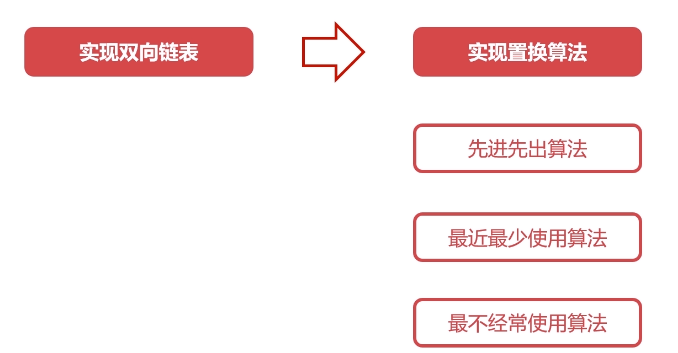 实现双向链表
实现置换算法
先进先出算法
最近最少使用算法
最不经常使用算法